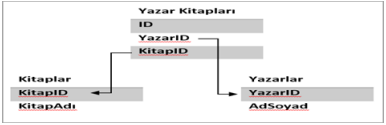 Yazar Kitapları
ID
YazarID
KitapID
Kitaplar
KitapID
KitapAdı
Yazarlar
YazarID
AdSoyad